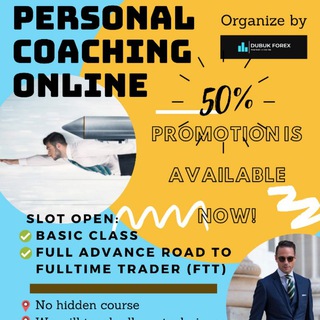 PERSONAL
COACHING
ONLINE
Organize by
DUBUK FOREX
50%
PROMOTION IS
AVAILABLE
NOW!
SLOT OPEN:
BASIC CLASS
FULL ADVANCE ROAD TO
FULLTIME TRADER (FTT)
No hidden course